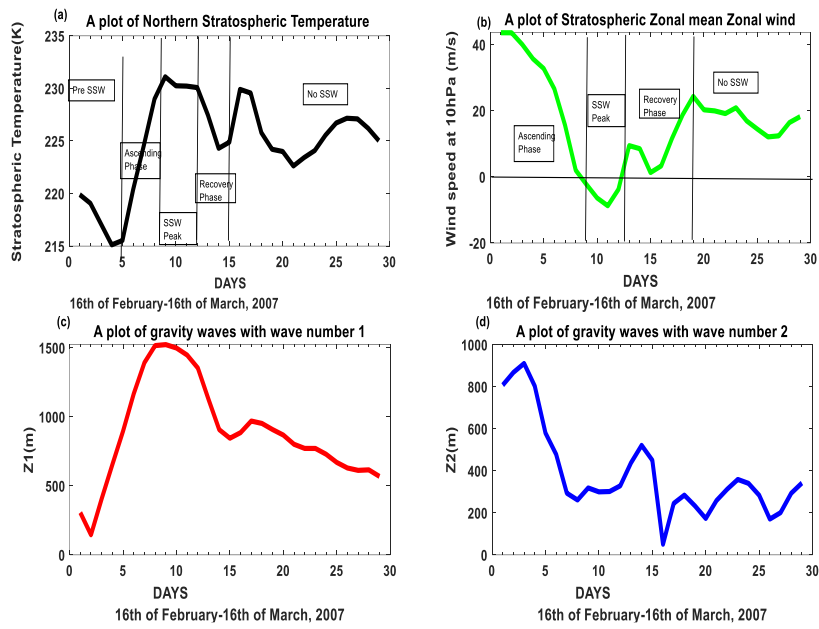 (a)
A plot of Northern Stratospheric Temperature
Stratospheric Temperature(K)
235
230
225
220
215
Pre SSW
Ascending
Phase
SSW
Peak
Recovery
Phase
No SSW
0 5 10 15 20 25 30
DAYS
16th of February-16th of March, 2007
(b)
A plot of Stratospheric Zonal mean Zonal wind
Wind speed at 10hPa (m/s)
40
20
0
-20
Ascending
Phase
SSW
Peak
Recovery
Phase
No SSW
0 5 10 15 20 25 30
DAYS
16th of February-16th of March, 2007
(c)
A plot of gravity waves with wave number 1
Z1(m)
1500
1000
500
0
0 5 10 15 20 25 30
DAYS
16th of February-16th of March, 2007
(d)
A plot of gravity waves with wave number 2
Z2(m)
1000
800
600
400
200
0
0 5 10 15 20 25 30
DAYS
16th of February-16th of March, 2007